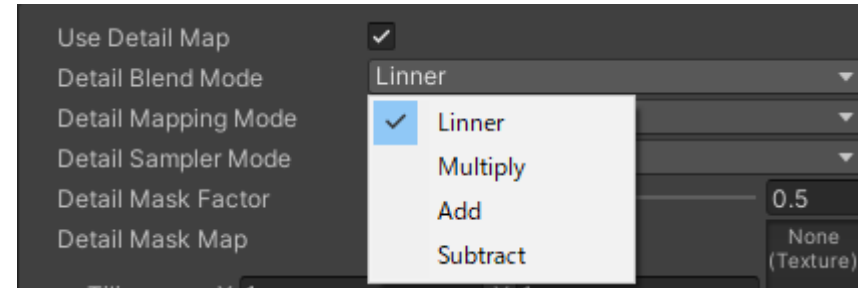 Use Detail Map
Detail Blend Mode Linner
Detail Mapping Mode Linner
Detail Sampler Mode Multiply
Detail Mask Factor Add 0.5
Detail Mask Map Subtract None
(Texture)